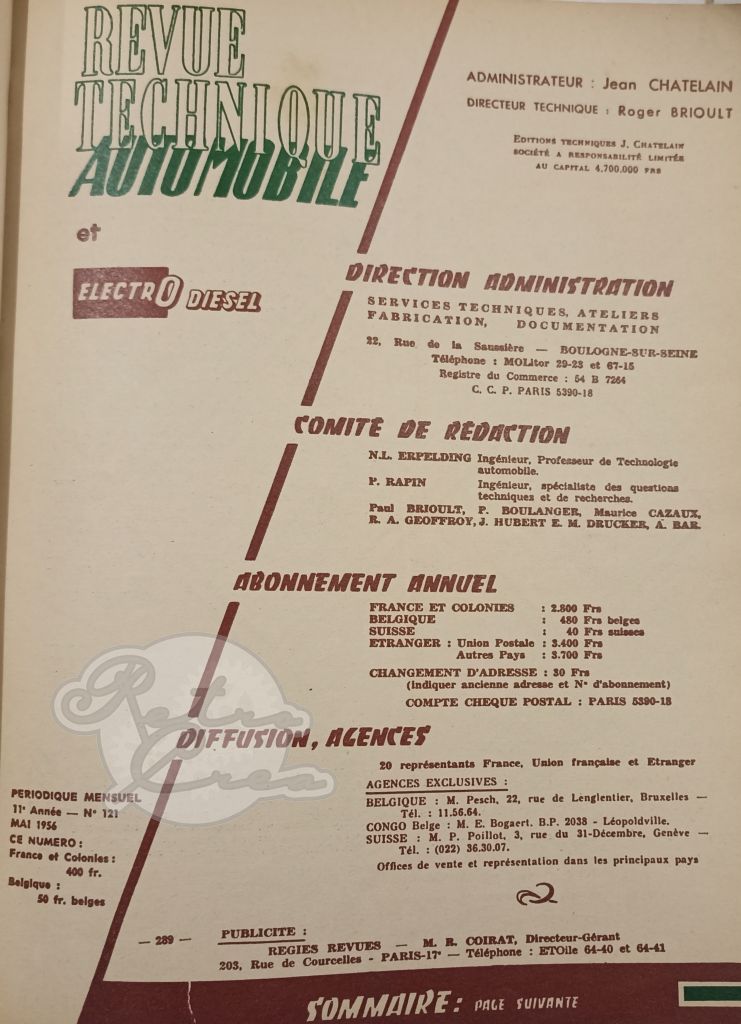 REVUE
TECHNIQUE
AUTOMOBILE
et
ELECTRO DIESEL
ADMINISTRATEUR : Jean CHATELAIN
DIRECTEUR TECHNIQUE : Roger BRIOULT
EDITIONS TECHNIQUES J. CHATELAIN
SOCIÉTÉ A RESPONSABILITÉ LIMITÉE
AU CAPITAL 4.700.000 FRS
DIRECTION ADMINISTRATION
SERVICES TECHNIQUES, ATELIERS
FABRICATION, DOCUMENTATION
22, Rue de la Saussière — BOULOGNE-SUR-SEINE
Téléphone : MOLitor 29-23 et 67-15
Registre du Commerce : 54 B 7264
C. C. P. PARIS 5390-18
COMITÉ DE RÉDACTION
N.L. ERPELDING Ingénieur, Professeur de Technologie
automobile.
P. RAPIN Ingénieur, spécialiste des questions
techniques et de recherches.
Paul BRIOULT, P. BOULANGER, Maurice CAZAUX,
R. A. GEOFFROY, J. HUBERT E. M. DRUCKER, A. BAR.
ABONNEMENT ANNUEL
FRANCE ET COLONIES : 2.800 Frs
BELGIQUE : 480 Frs belges
SUISSE : 40 Frs suisses
ETRANGER : Union Postale : 3.400 Frs
Autres Pays : 3.700 Frs
CHANGEMENT D'ADRESSE : 30 Frs
(Indiquer ancienne adresse et N° d'abonnement)
COMPTE CHEQUE POSTAL : PARIS 5390-18
Retro Crea
DIFFUSION, AGENCES
20 représentants France, Union française et Etranger
AGENCES EXCLUSIVES :
BELGIQUE : M. Pesch, 22, rue de Lenglentier, Bruxelles —
Tél. : 11.56.64.
CONGO Belge : M. E. Bogaert. B.P. 2038 - Léopoldville.
SUISSE : M. P. Poillot, 3, rue du 31-Décembre, Genève —
Tél. : (022) 36.30.07.
Offices de vente et représentation dans les principaux pays
PERIODIQUE MENSUEL
11e Année — N° 121
MAI 1956
CE NUMERO :
France et Colonies :
400 fr.
Belgique :
50 fr. belges
— 289 —
PUBLICITE :
REGIES REVUES — M. R. COIRAT, Directeur-Gérant
203, Rue de Courcelles - PARIS-17e — Téléphone : ETOile 64-40 et 64-41
SOMMAIRE : PAGE SUIVANTE